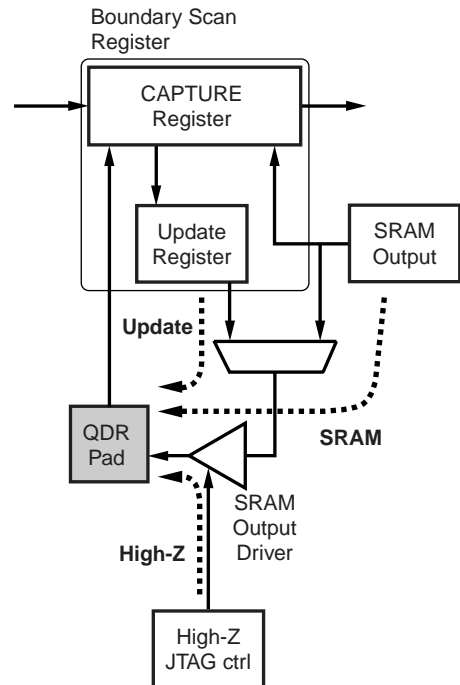 Boundary Scan
Register
CAPTURE
Register
Update
Register
SRAM
Output
Update
QDR
Pad
SRAM
SRAM
Output
Driver
High-Z
High-Z
JTAG ctrl